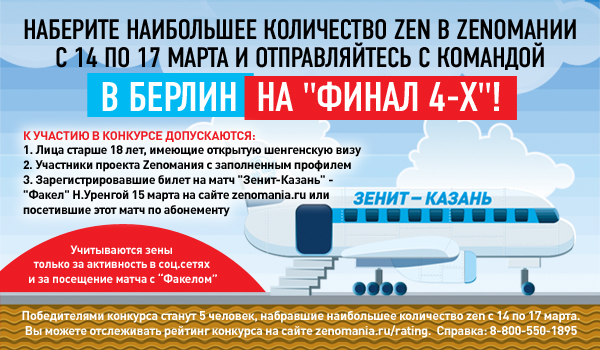 НАБЕРИТЕ НАИБОЛЬШЕЕ КОЛИЧЕСТВО ZEN В ZENОМАНИИ
С 14 ПО 17 МАРТА И ОТПРАВЛЯЙТЕСЬ С КОМАНДОЙ
В БЕРЛИН НА "ФИНАЛ 4-Х"!
К УЧАСТИЮ В КОНКУРСЕ ДОПУСКАЮТСЯ:
1. Лица старше 18 лет, имеющие открытую шенгенскую визу
2. Участники проекта Zenомания с заполненным профилем
3. Зарегистрировавшие билет на матч "Зенит-Казань" -
"Факел" Н.Уренгой 15 марта на сайте zenomania.ru или
посетившие этот матч по абонементу
ЗЕНИТ – КАЗАНЬ
Учитываются зены
только за активность в соц.сетях
и за посещение матча с “Факелом”
Победителями конкурса станут 5 человек, набравшие наибольшее количество zen с 14 по 17 марта.
Вы можете отслеживать рейтинг конкурса на сайте zenomania.ru/rating. Справка: 8-800-550-1895